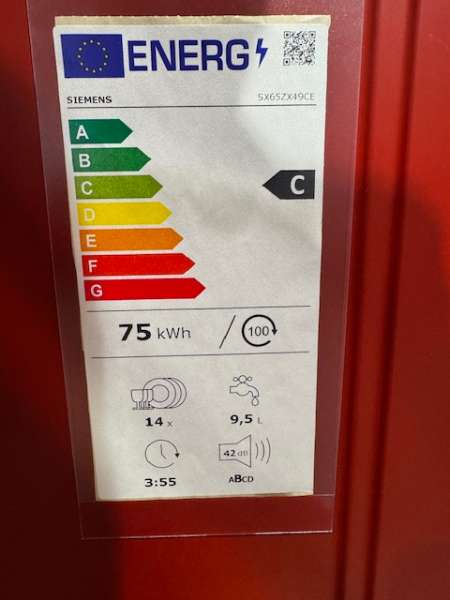 ENERG
SIEMENS
SX65ZX49CE
A
B
C
C
D
E
F
G
75 kWh / 100
14 x
9,5 L
3:55
42 dB
ABCD